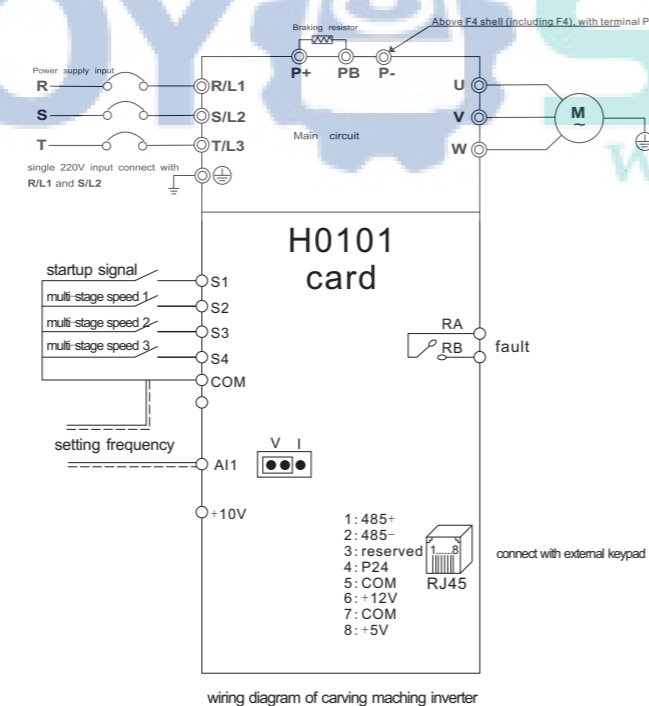 Braking resistor
Above F4 shell (including F4), with terminal P
Power supply input
P+ PB P-
R R/L1 U
S S/L2 V M
~
T T/L3 Main circuit W
single 220V input connect with
R/L1 and S/L2
H0101
card
startup signal S1
multi-stage speed 1 S2
multi-stage speed 2 S3
multi-stage speed 3 S4
RA
RB fault
COM
setting frequency
V I
AI1
+10V
1:485+
2:485-
3:reserved
4:P24
5:COM
6:+12V
7:COM
8:+5V
1.....8
RJ45
connect with external keypad
wiring diagram of carving maching inverter